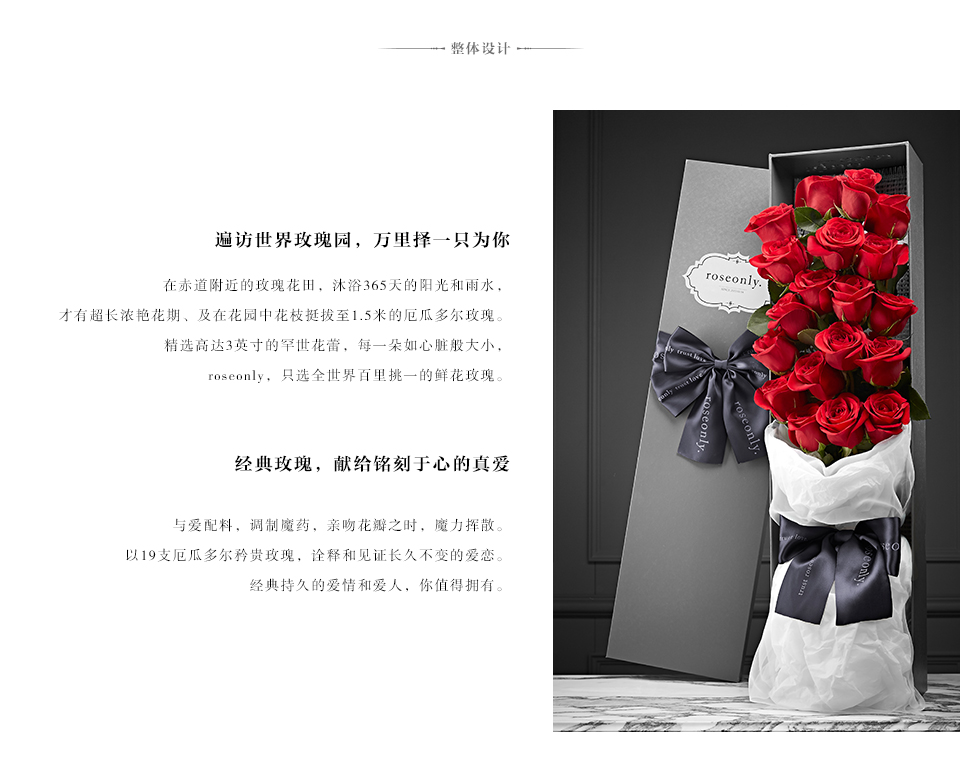 整体设计
遍访世界玫瑰园，万里择一只为你
在赤道附近的玫瑰花田，沐浴365天的阳光和雨水，
才有超长浓艳花期、及在花园中花枝挺拔至1.5米的厄瓜多尔玫瑰。
精选高达3英寸的罕世花蕾，每一朵如心脏般大小，
roseonly，只选全世界百里挑一的鲜花玫瑰。
经典玫瑰，献给铭刻于心的真爱
与爱配料，调制魔药，亲吻花瓣之时，魔力挥散。
以19支厄瓜多尔矜贵玫瑰，诠释和见证长久不变的爱恋。
经典持久的爱情和爱人，你值得拥有。
roseonly.
trust love
roseonly.
roseonly.
roseonly.
trust rose